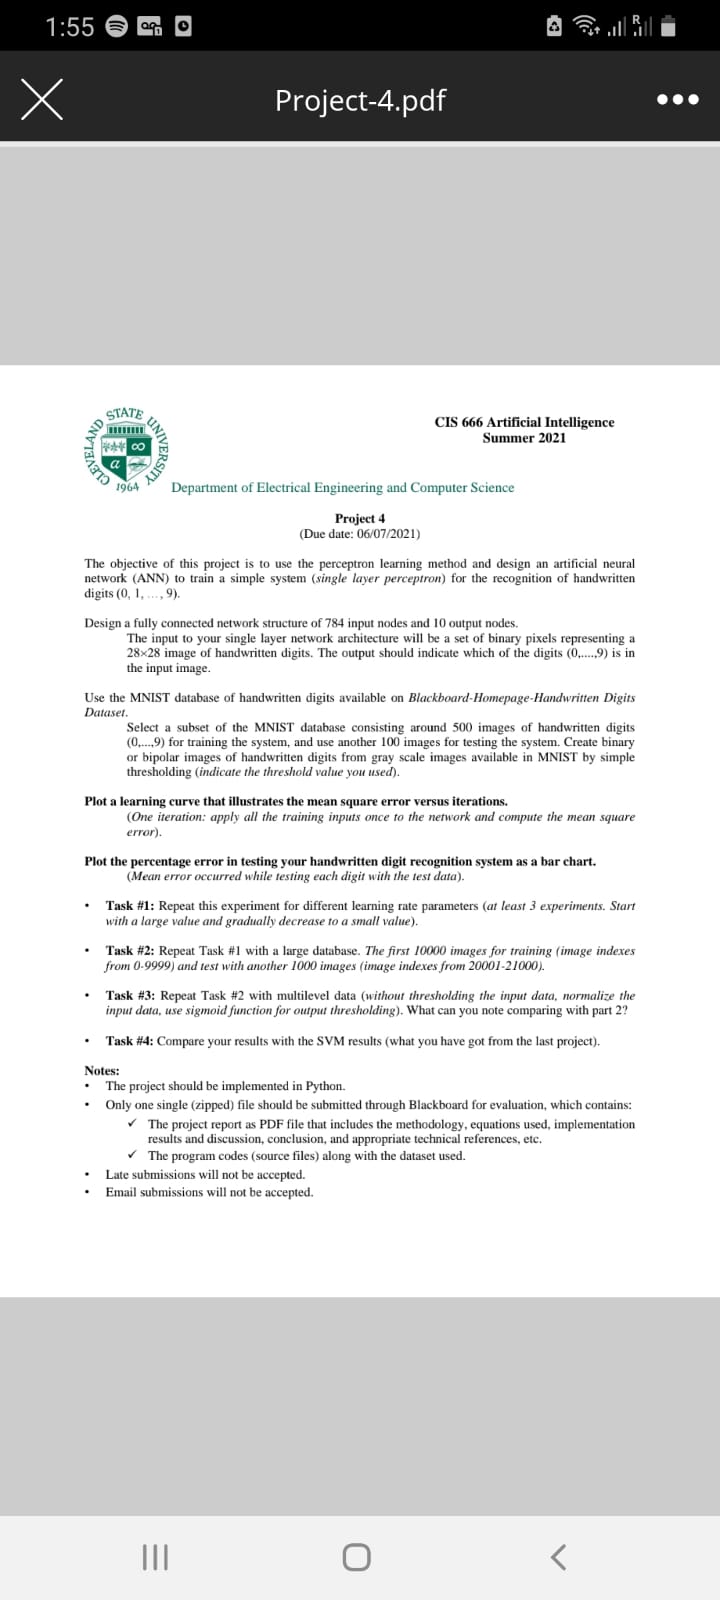 1:55
R
Project-4.pdf
CLEVELAND STATE UNIVERSITY
1964
CIS 666 Artificial Intelligence
Summer 2021
Department of Electrical Engineering and Computer Science
Project 4
(Due date: 06/07/2021)
The objective of this project is to use the perceptron learning method and design an artificial neural
network (ANN) to train a simple system (single layer perceptron) for the recognition of handwritten
digits (0, 1, …, 9).
Design a fully connected network structure of 784 input nodes and 10 output nodes.
The input to your single layer network architecture will be a set of binary pixels representing a
28×28 image of handwritten digits. The output should indicate which of the digits (0,....,9) is in
the input image.
Use the MNIST database of handwritten digits available on Blackboard-Homepage-Handwritten Digits
Dataset.
Select a subset of the MNIST database consisting around 500 images of handwritten digits
(0,...,9) for training the system, and use another 100 images for testing the system. Create binary
or bipolar images of handwritten digits from gray scale images available in MNIST by simple
thresholding (indicate the threshold value you used).
Plot a learning curve that illustrates the mean square error versus iterations.
(One iteration: apply all the training inputs once to the network and compute the mean square
error).
Plot the percentage error in testing your handwritten digit recognition system as a bar chart.
(Mean error occurred while testing each digit with the test data).
• Task #1: Repeat this experiment for different learning rate parameters (at least 3 experiments. Start
with a large value and gradually decrease to a small value).
• Task #2: Repeat Task #1 with a large database. The first 10000 images for training (image indexes
from 0-9999) and test with another 1000 images (image indexes from 20001-21000).
• Task #3: Repeat Task #2 with multilevel data (without thresholding the input data, normalize the
input data, use sigmoid function for output thresholding). What can you note comparing with part 2?
• Task #4: Compare your results with the SVM results (what you have got from the last project).
Notes:
• The project should be implemented in Python.
• Only one single (zipped) file should be submitted through Blackboard for evaluation, which contains:
✓ The project report as PDF file that includes the methodology, equations used, implementation
results and discussion, conclusion, and appropriate technical references, etc.
✓ The program codes (source files) along with the dataset used.
• Late submissions will not be accepted.
• Email submissions will not be accepted.